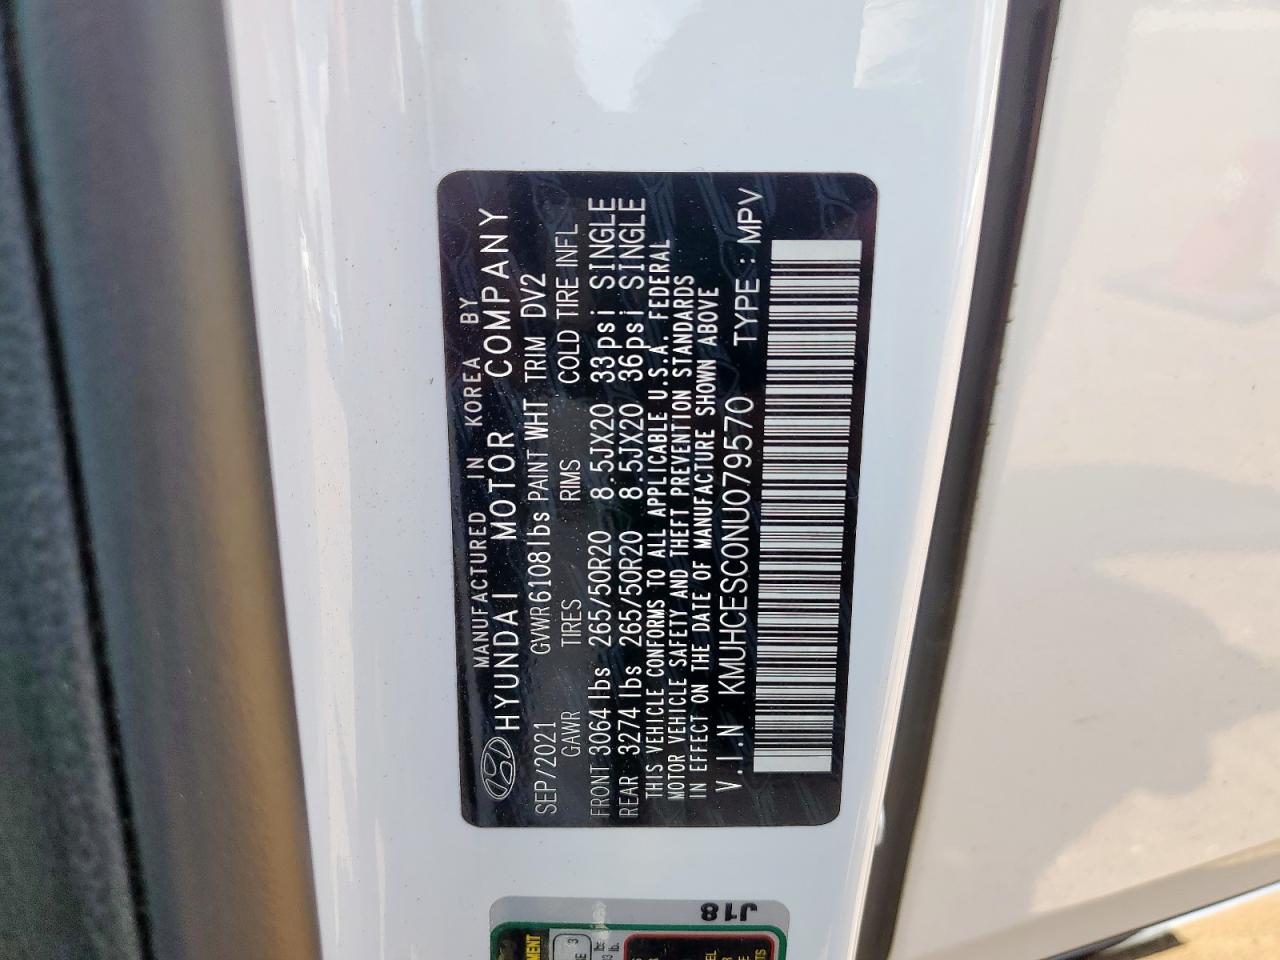 MANUFACTURED IN KOREA BY
HYUNDAI MOTOR COMPANY
SEP/2021 GVWR 6108 lbs PAINT WHT TRIM DV2
GAWR TIRES RIMS COLD TIRE INFL
FRONT 3064 lbs 265/50R20 8.5JX20 33psi SINGLE
REAR 3274 lbs 265/50R20 8.5JX20 36psi SINGLE
THIS VEHICLE CONFORMS TO ALL APPLICABLE U.S.A. FEDERAL
MOTOR VEHICLE SAFETY AND THEFT PREVENTION STANDARDS
IN EFFECT ON THE DATE OF MANUFACTURE SHOWN ABOVE
V.I.N KMUHCESC0NU079570 TYPE : MPV
J18